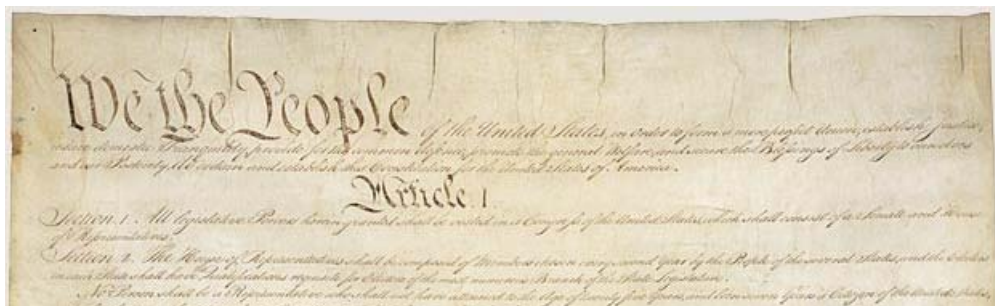 We the People of the United States, in Order to form a more perfect Union, establish Justice,
insure domestic Tranquility, provide for the common defence, promote the general Welfare, and secure the Blessings of Liberty to ourselves
and our Posterity, do ordain and establish this Constitution for the United States of America.
Article. I.
Section. 1. All legislative Powers herein granted shall be vested in a Congress of the United States, which shall consist of a Senate and House
of Representatives.
Section. 2. The House of Representatives shall be composed of Members chosen every second Year by the People of the several States, and the Electors
in each State shall have the Qualifications requisite for Electors of the most numerous Branch of the State Legislature.
No Person shall be a Representative who shall not have attained to the Age of twenty five Years, and been seven Years a Citizen of the United States,